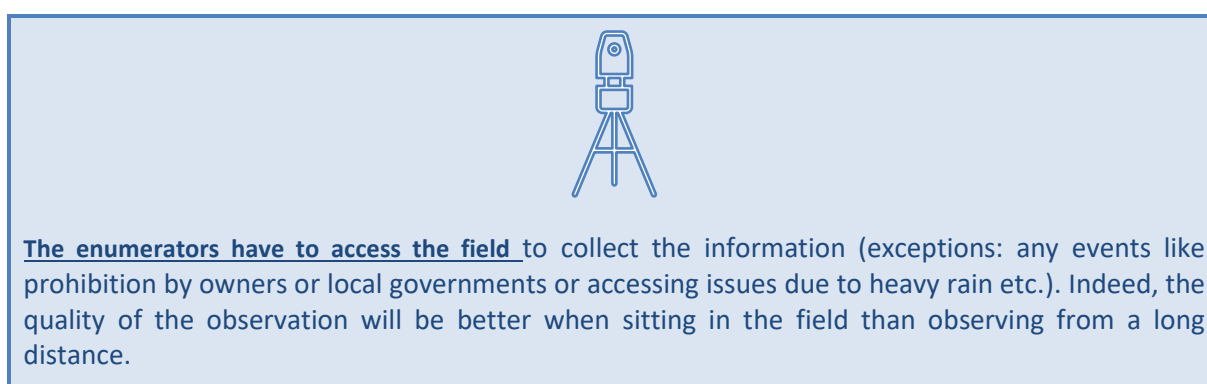 The enumerators have to access the field to collect the information (exceptions: any events like
prohibition by owners or local governments or accessing issues due to heavy rain etc.). Indeed, the
quality of the observation will be better when sitting in the field than observing from a long
distance.